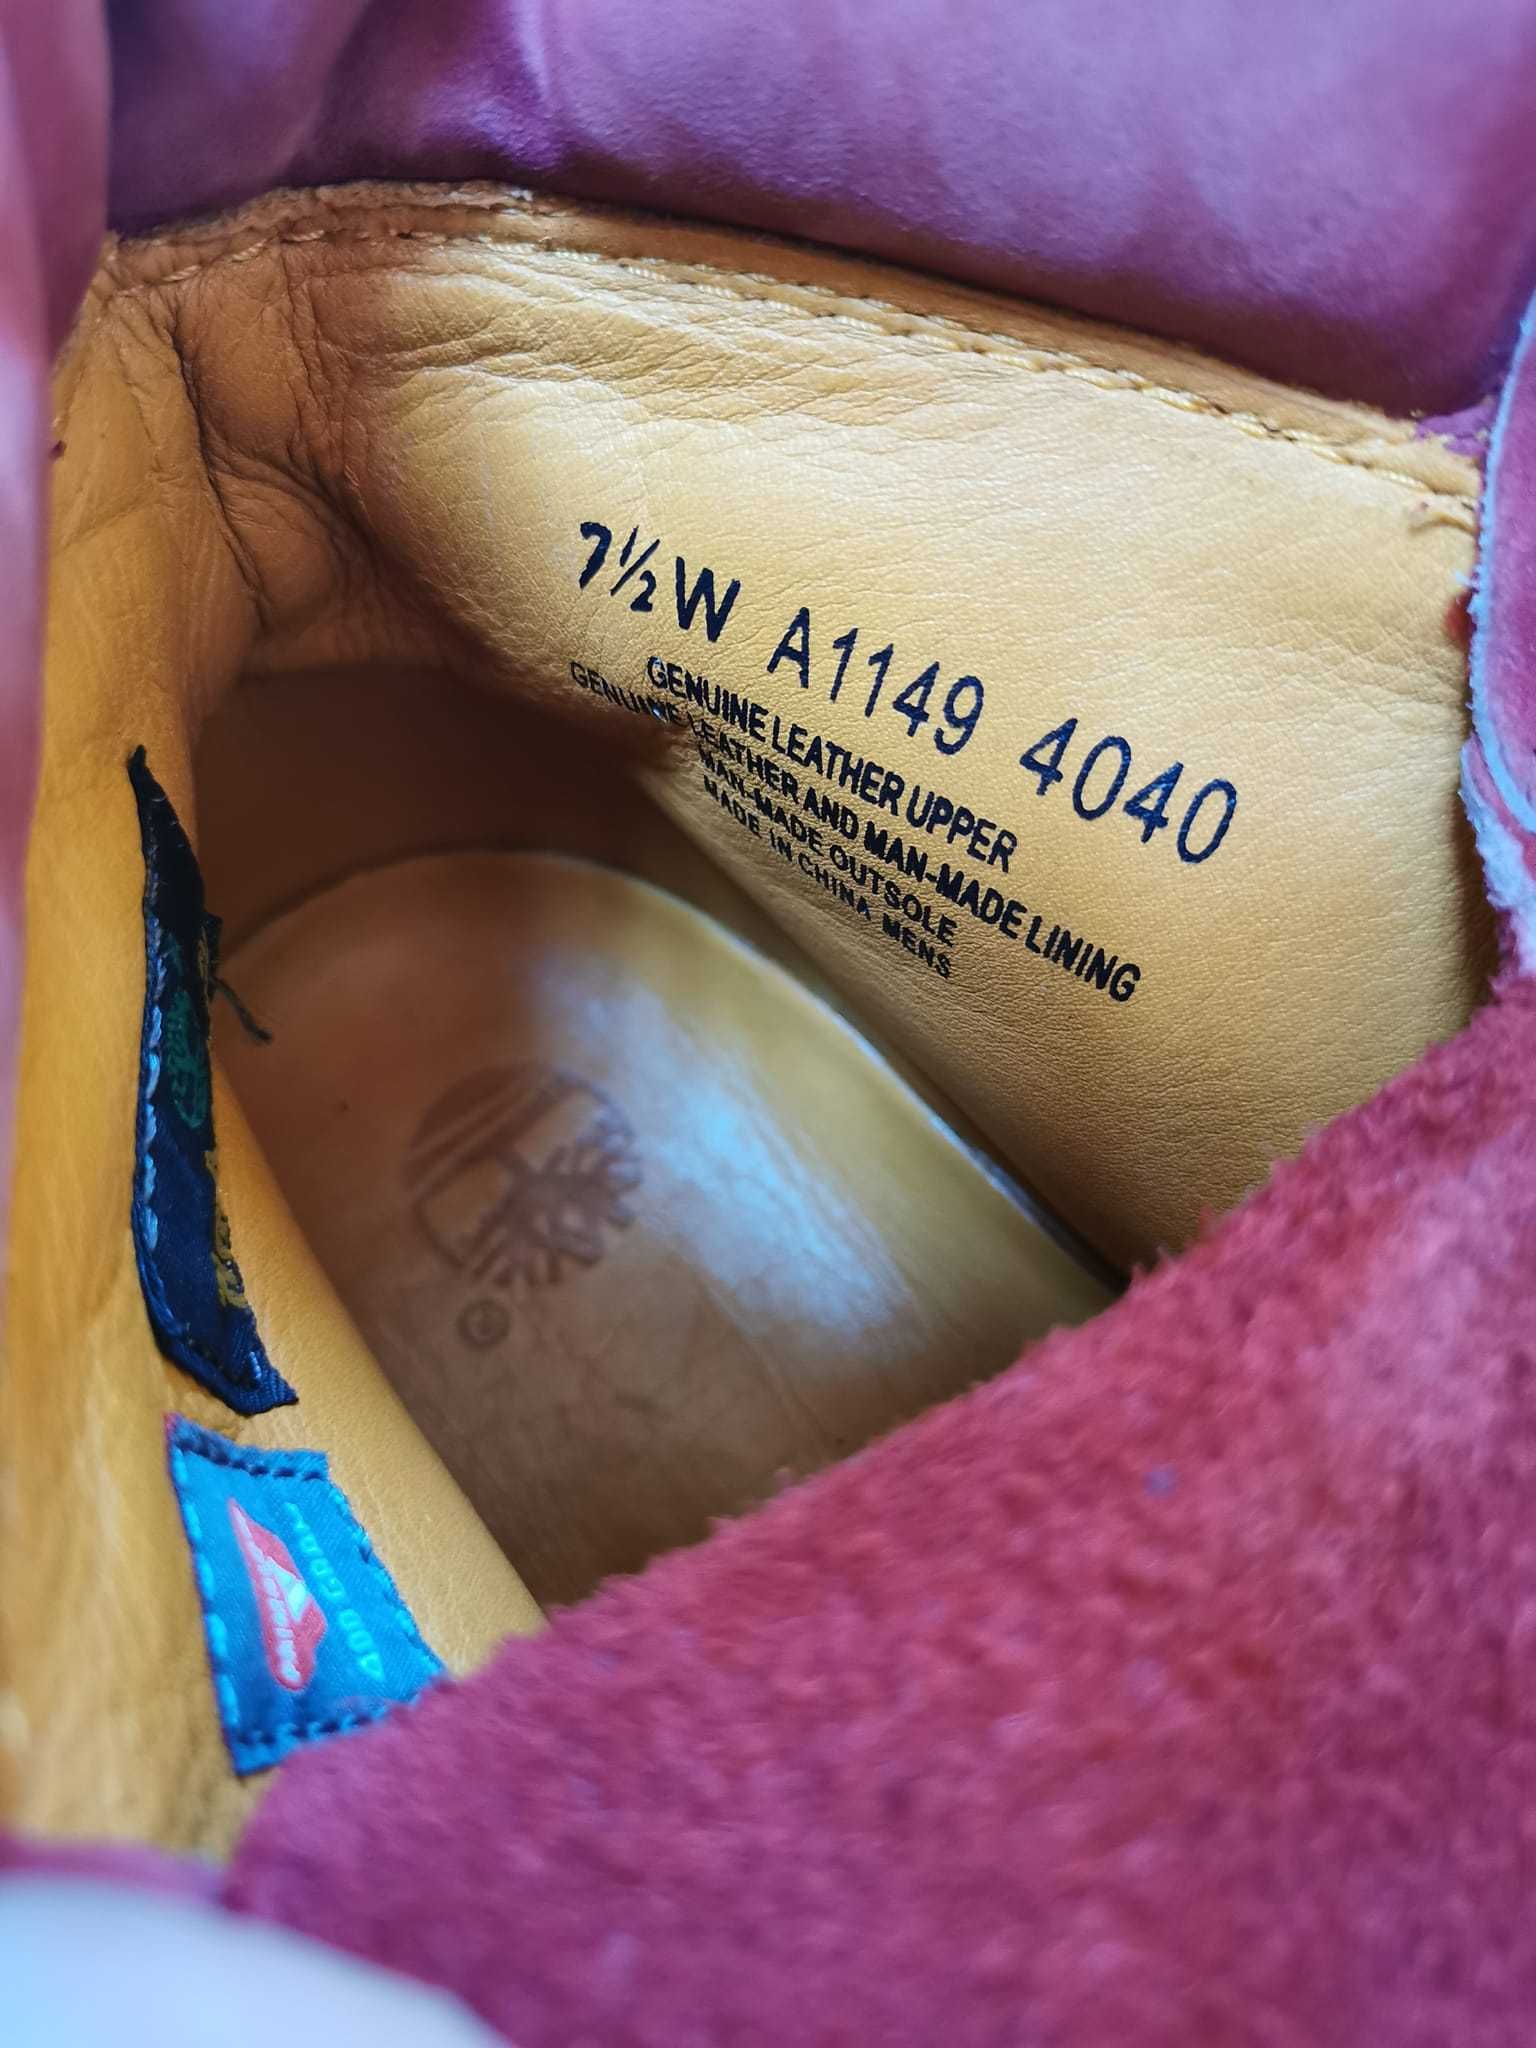 7½W A1149 4040
GENUINE LEATHER UPPER
GENUINE LEATHER AND MAN-MADE LINING
MAN-MADE OUTSOLE
MADE IN CHINA MENS
400 GRAM